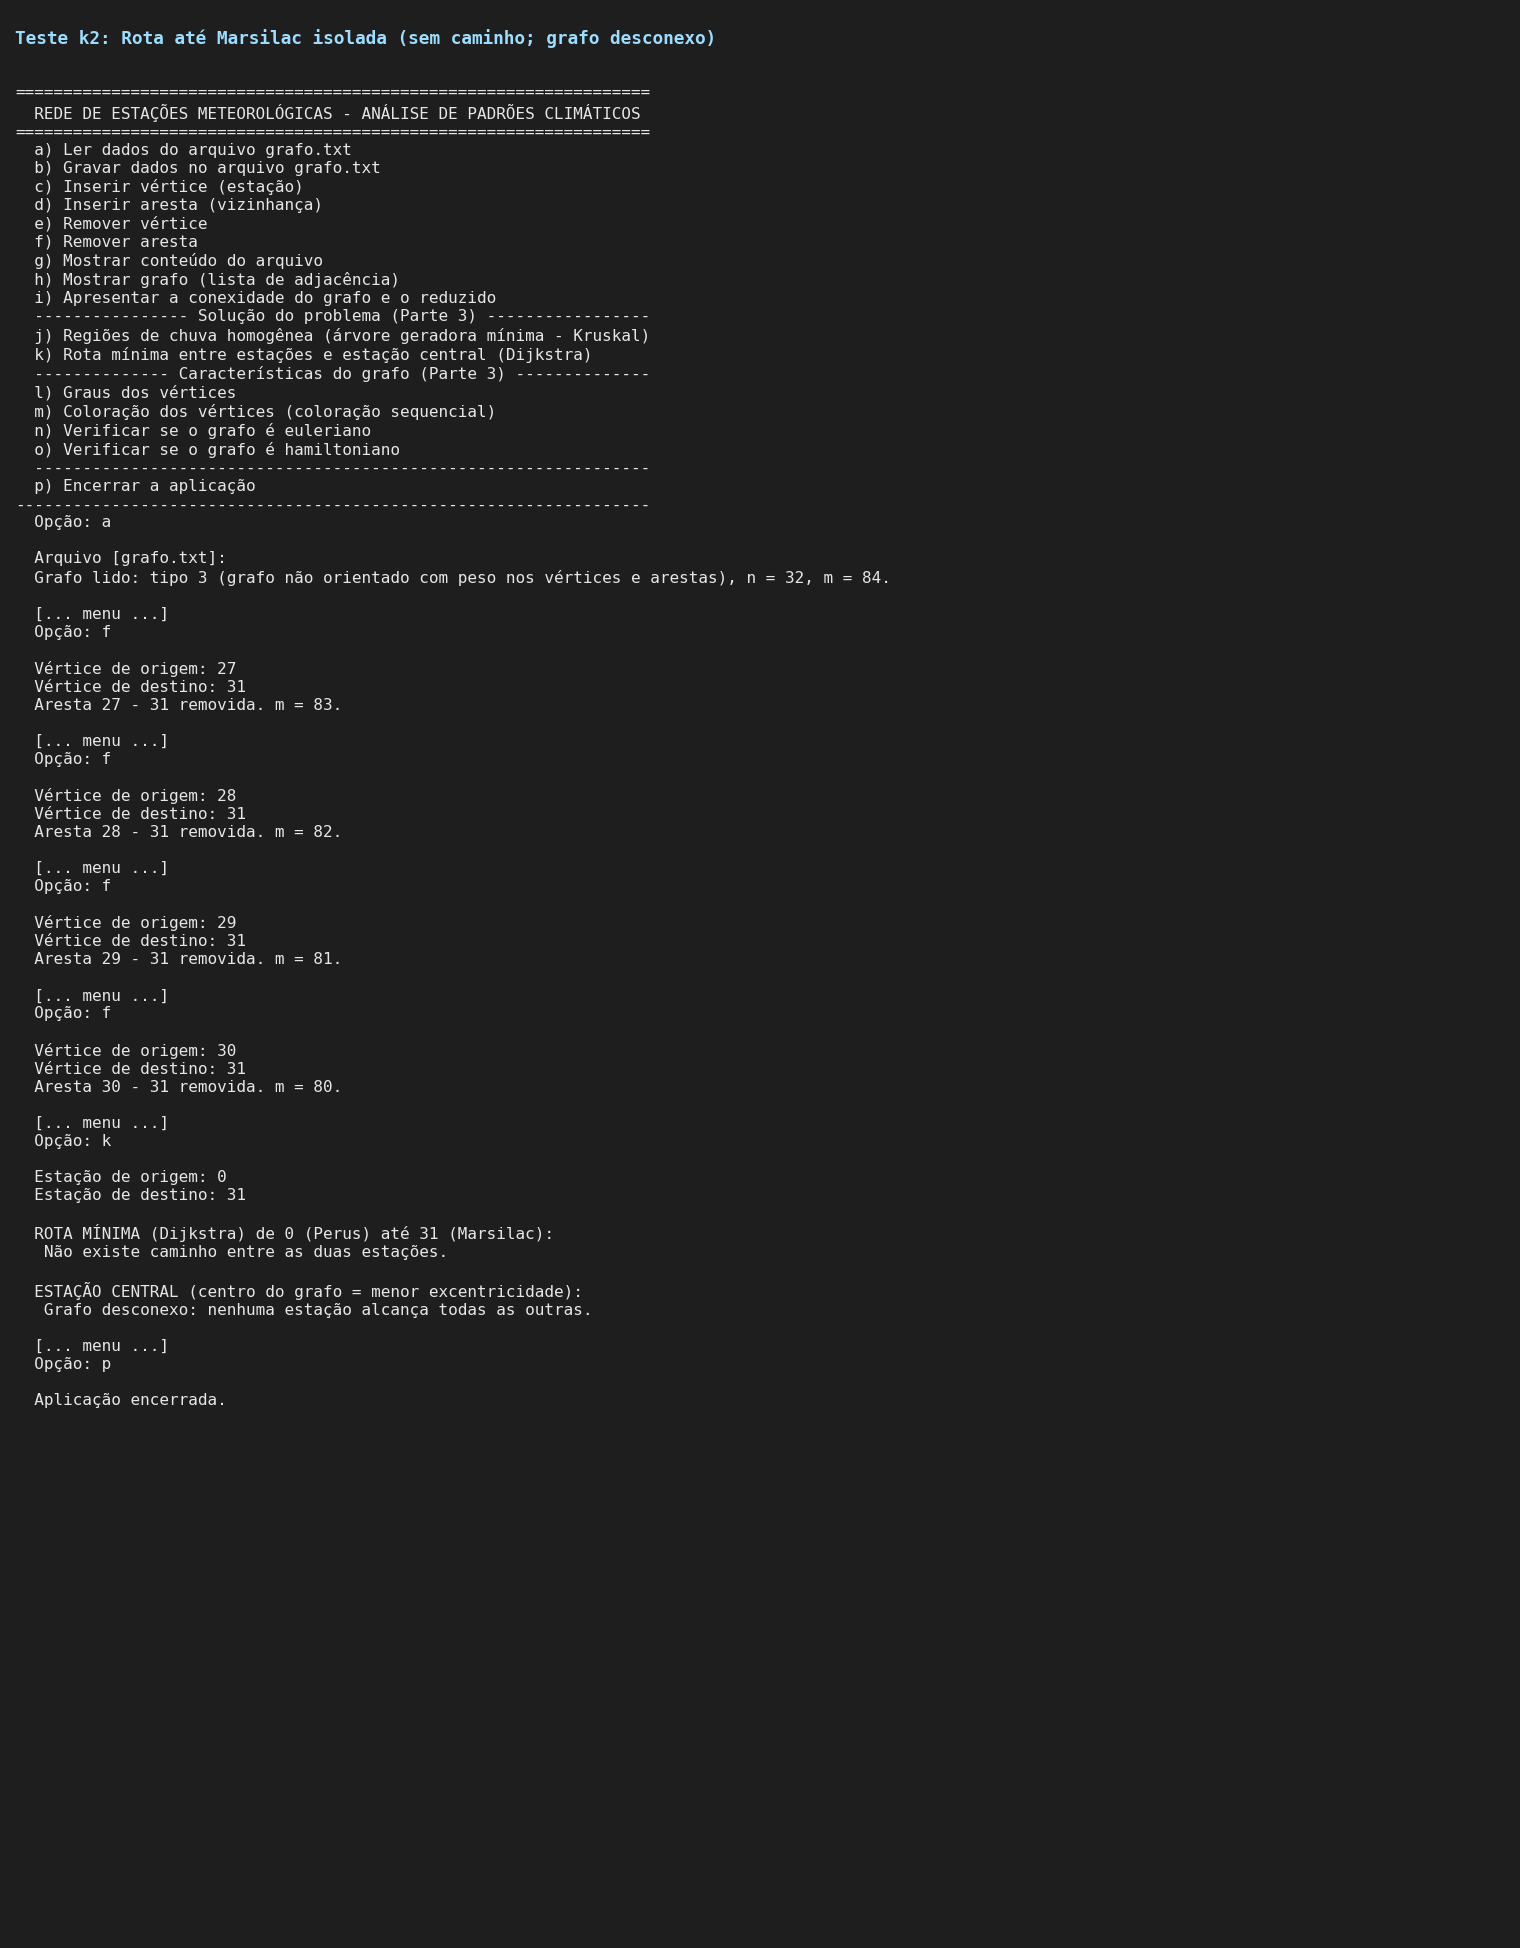 Teste k2: Rota até Marsilac isolada (sem caminho; grafo desconexo)
==================================================================
REDE DE ESTAÇÕES METEOROLÓGICAS - ANÁLISE DE PADRÕES CLIMÁTICOS
==================================================================
a) Ler dados do arquivo grafo.txt
b) Gravar dados no arquivo grafo.txt
c) Inserir vértice (estação)
d) Inserir aresta (vizinhança)
e) Remover vértice
f) Remover aresta
g) Mostrar conteúdo do arquivo
h) Mostrar grafo (lista de adjacência)
i) Apresentar a conexidade do grafo e o reduzido
---------------- Solução do problema (Parte 3) -----------------
j) Regiões de chuva homogênea (árvore geradora mínima - Kruskal)
k) Rota mínima entre estações e estação central (Dijkstra)
-------------- Características do grafo (Parte 3) --------------
l) Graus dos vértices
m) Coloração dos vértices (coloração sequencial)
n) Verificar se o grafo é euleriano
o) Verificar se o grafo é hamiltoniano
----------------------------------------------------------------
p) Encerrar a aplicação
------------------------------------------------------------------
Opção: a
Arquivo [grafo.txt]:
Grafo lido: tipo 3 (grafo não orientado com peso nos vértices e arestas), n = 32, m = 84.
[... menu ...]
Opção: f
Vértice de origem: 27
Vértice de destino: 31
Aresta 27 - 31 removida. m = 83.
[... menu ...]
Opção: f
Vértice de origem: 28
Vértice de destino: 31
Aresta 28 - 31 removida. m = 82.
[... menu ...]
Opção: f
Vértice de origem: 29
Vértice de destino: 31
Aresta 29 - 31 removida. m = 81.
[... menu ...]
Opção: f
Vértice de origem: 30
Vértice de destino: 31
Aresta 30 - 31 removida. m = 80.
[... menu ...]
Opção: k
Estação de origem: 0
Estação de destino: 31
ROTA MÍNIMA (Dijkstra) de 0 (Perus) até 31 (Marsilac):
Não existe caminho entre as duas estações.
ESTAÇÃO CENTRAL (centro do grafo = menor excentricidade):
Grafo desconexo: nenhuma estação alcança todas as outras.
[... menu ...]
Opção: p
Aplicação encerrada.